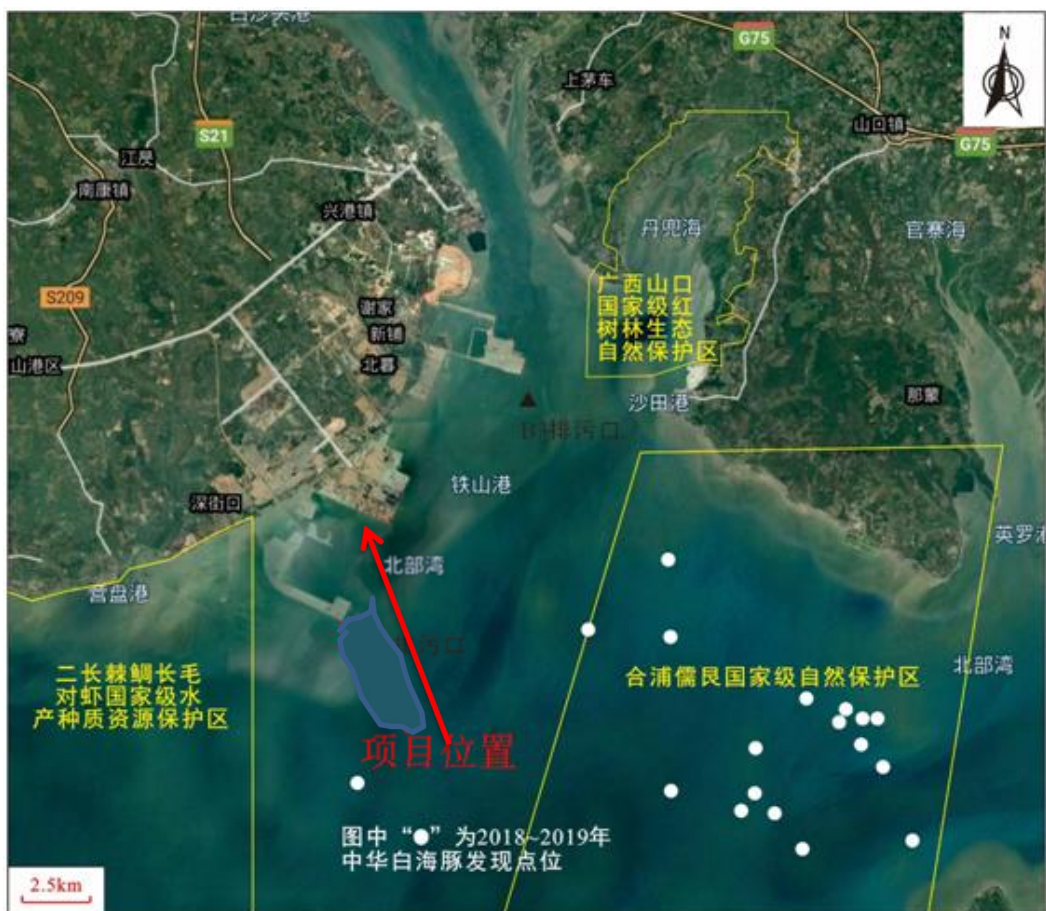 白沙头港
N
G75
上茅车
山口镇
G75
S21
江尾
南康镇
兴港镇
丹兜海
官寨海
广西山口
国家级红
树林生态
自然保护区
S209
谢家
新铺
北暮
寮
山港区
沙田港
那蒙
B排污口
铁山港
深街口
英罗港
北部湾
营盘港
污口
二长棘鲷长毛
对虾国家级水
产种质资源保护区
合浦儒艮国家级自然保护区
北部湾
项目位置
图中“●”为2018~2019年
中华白海豚发现点位
2.5km